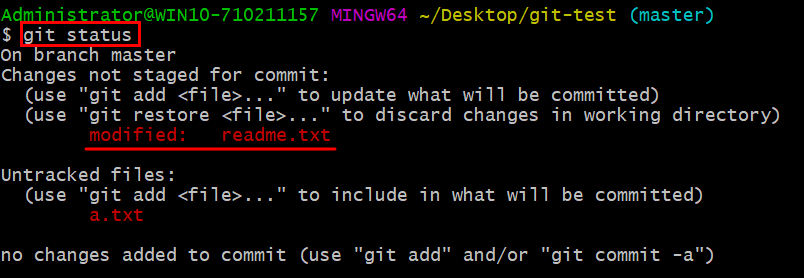 Administrator@WIN10-710211157 MINGW64 ~/Desktop/git-test (master)
$ git status
On branch master
Changes not staged for commit:
  (use "git add <file>..." to update what will be committed)
  (use "git restore <file>..." to discard changes in working directory)
        modified:   readme.txt

Untracked files:
  (use "git add <file>..." to include in what will be committed)
        a.txt

no changes added to commit (use "git add" and/or "git commit -a")